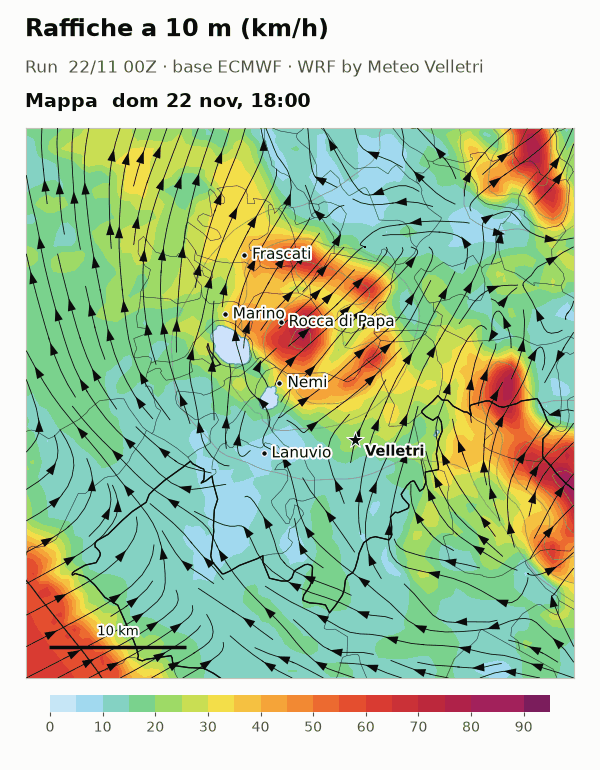 Raffiche a 10 m (km/h)
Run 22/11 00Z · base ECMWF · WRF by Meteo Velletri
Mappa dom 22 nov, 18:00
Frascati
Marino
Rocca di Papa
Nemi
Velletri
Lanuvio
10 km
0 10 20 30 40 50 60 70 80 90